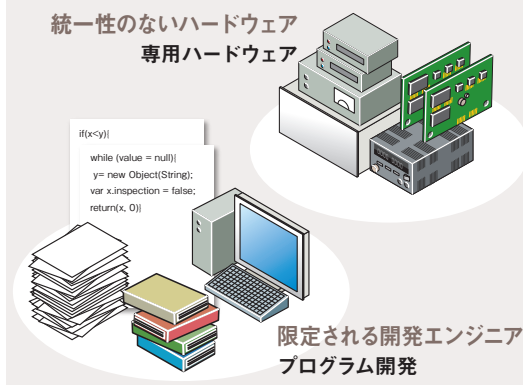 統一性のないハードウェア
専用ハードウェア
if(x<y)|
while (value = null)|
y= new Object(String);
var x.inspection = false;
return(x, 0)|
限定される開発エンジニア
プログラム開発